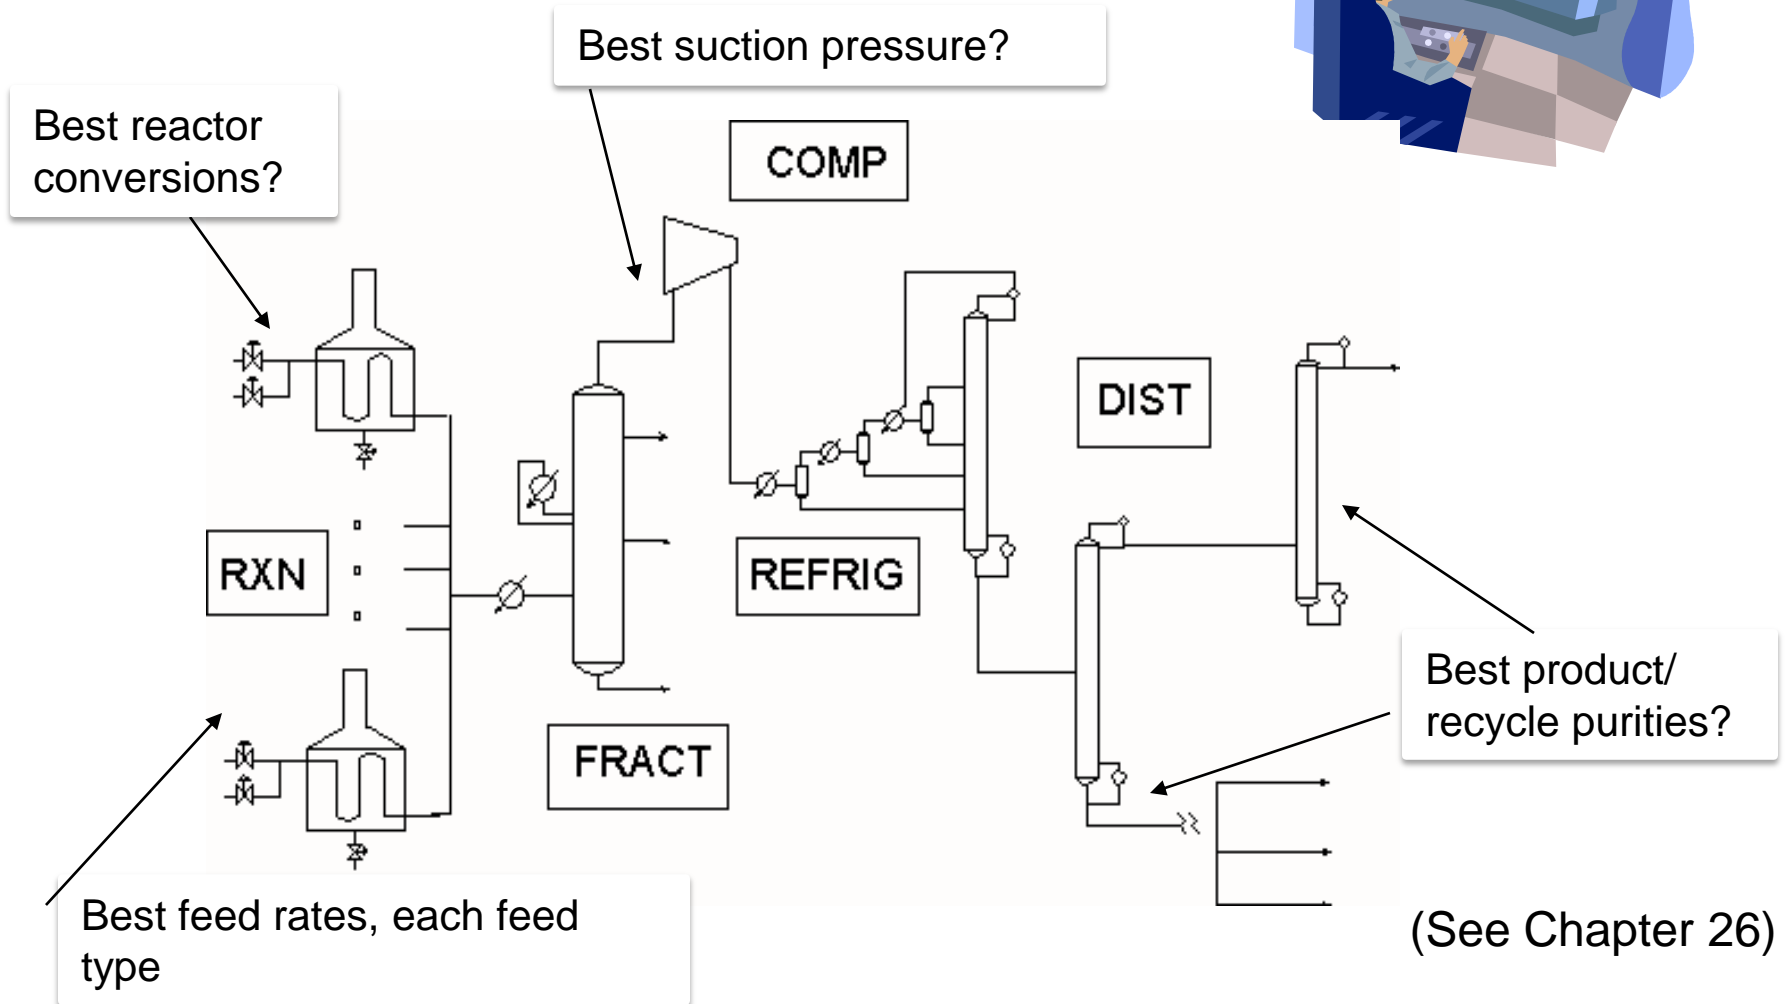 Best suction pressure?
Best reactor
conversions?
COMP
DIST
RXN
REFRIG
Best product/
recycle purities?
FRACT
Best feed rates, each feed
type
(See Chapter 26)